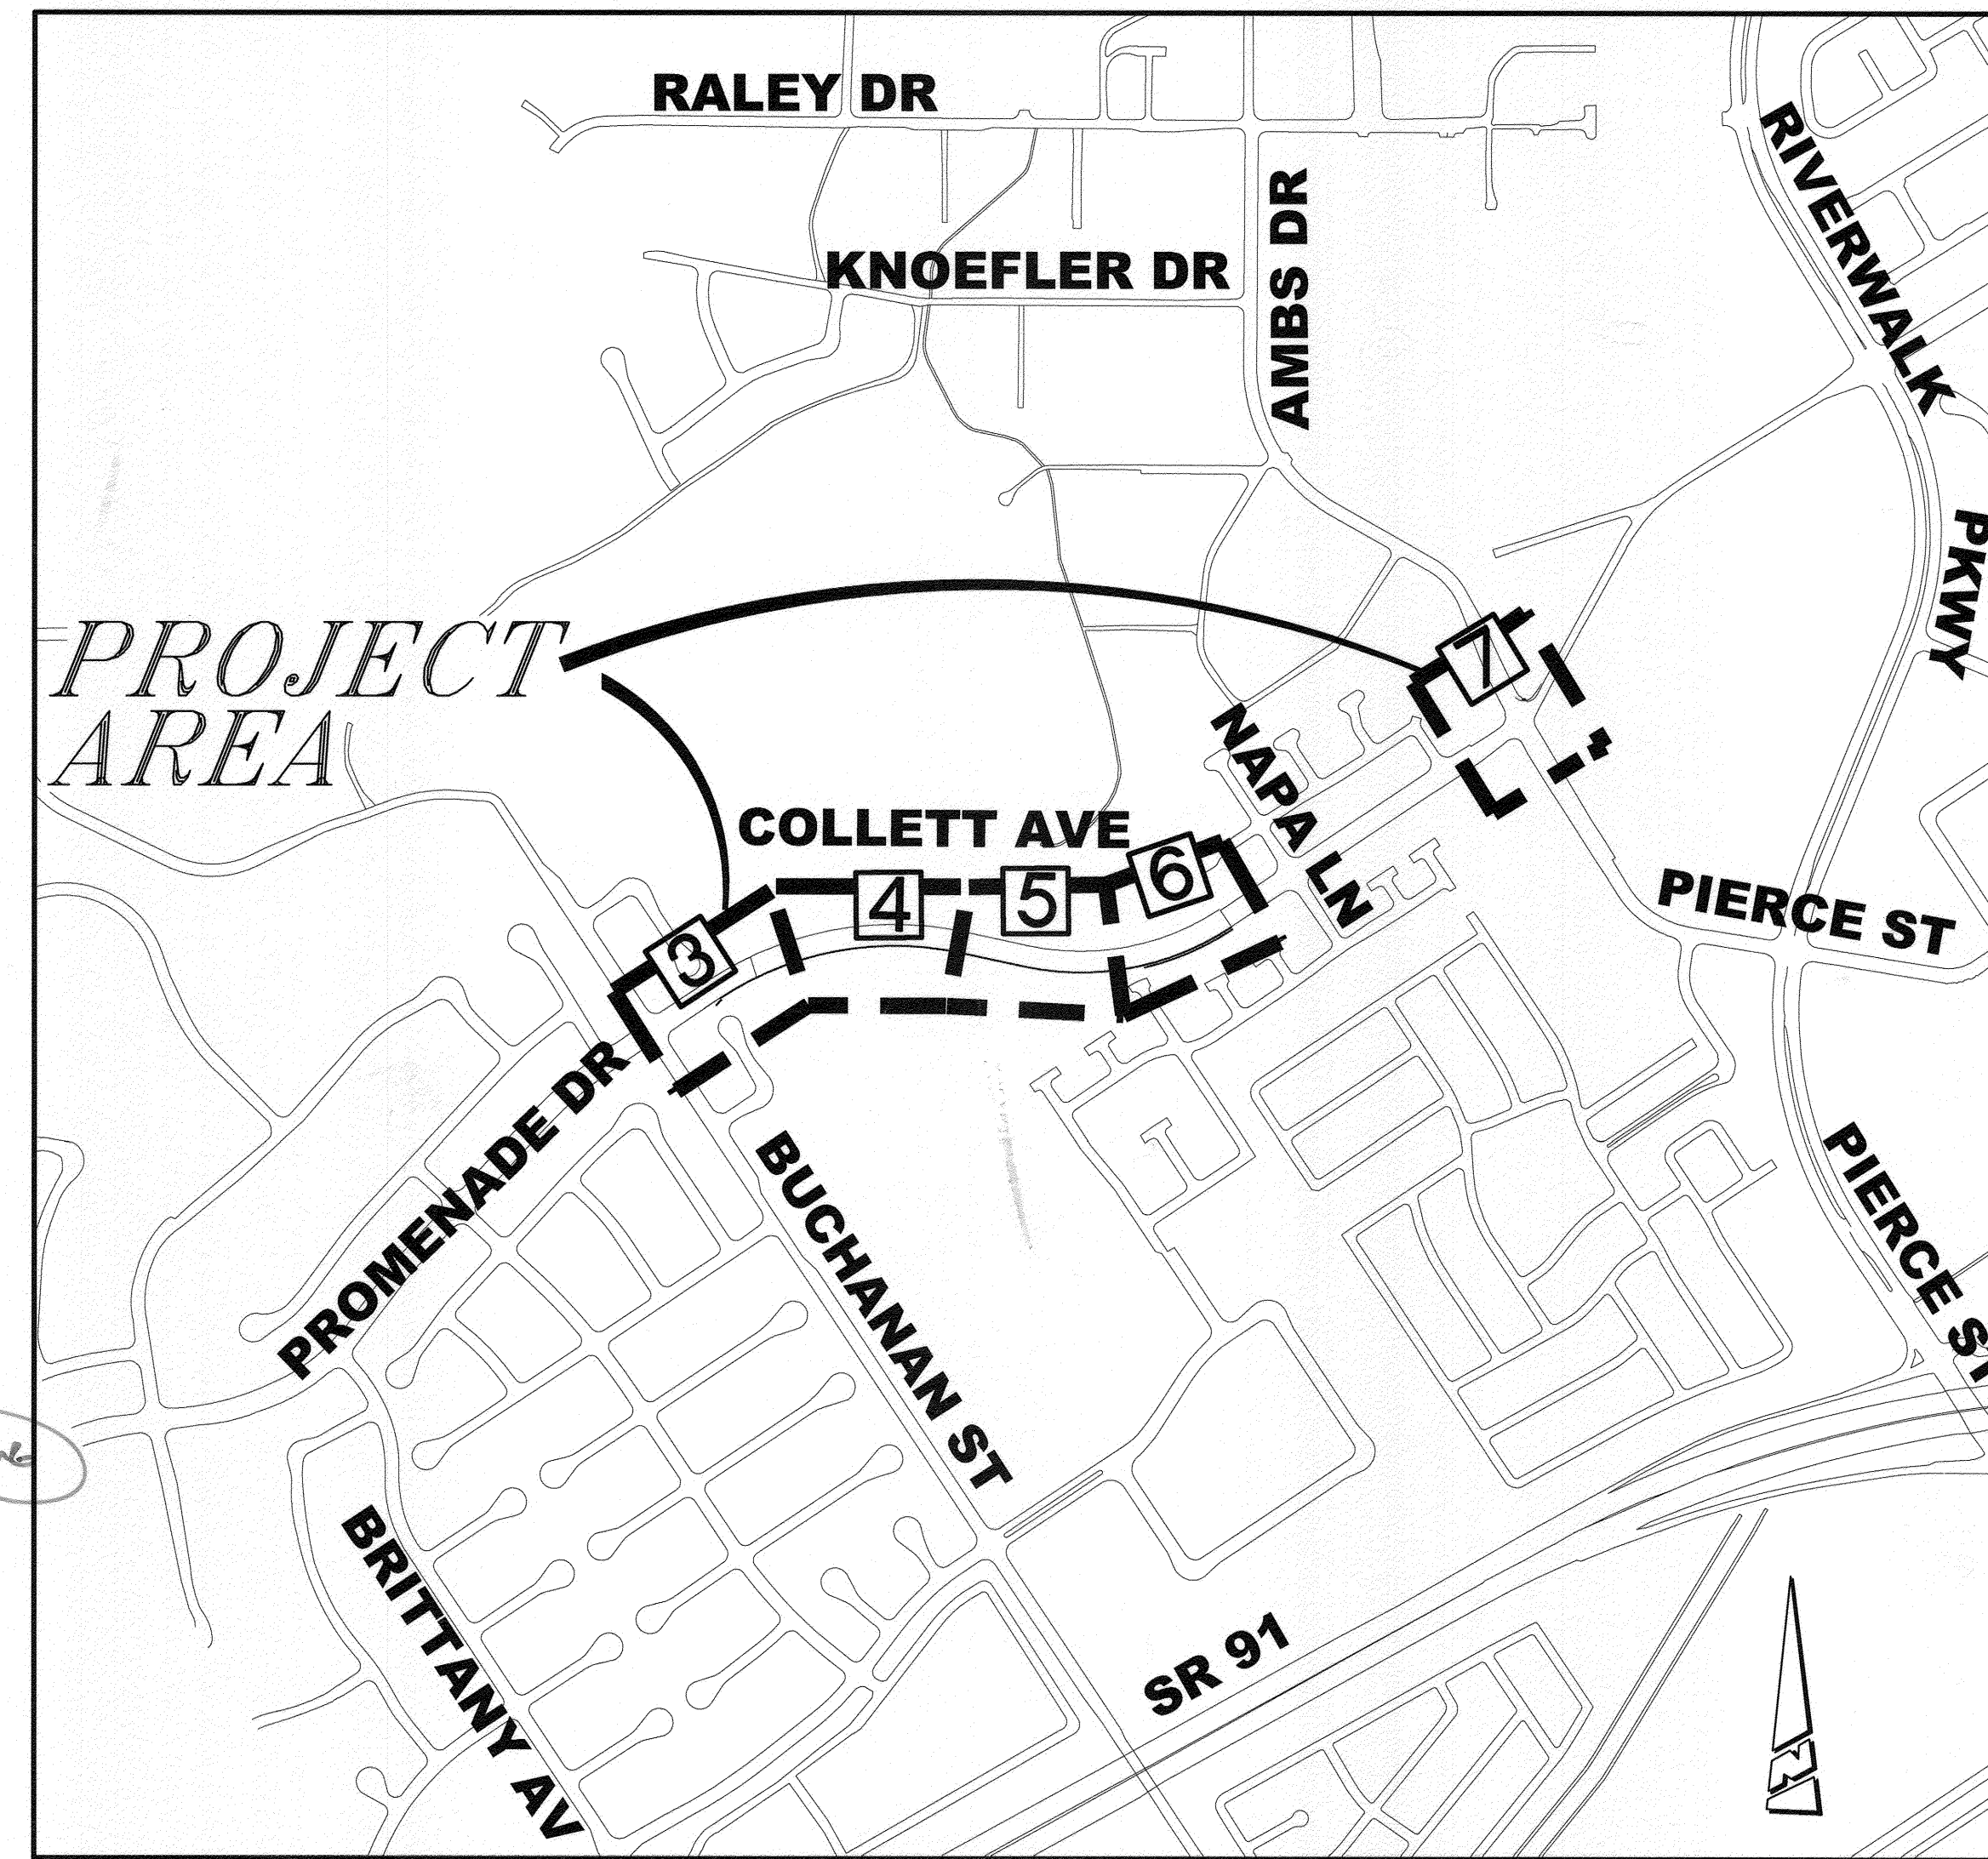 RALEY DR
RIVERWALK
PKWY
KNOEFLER DR
AMBS DR
PROJECT
AREA
7
NAPA LN
COLLETT AVE
6
5
4
3
PIERCE ST
PROMENADE DR
BUCHANAN ST
PIERCE ST
BRITTANY AV
SR 91
N